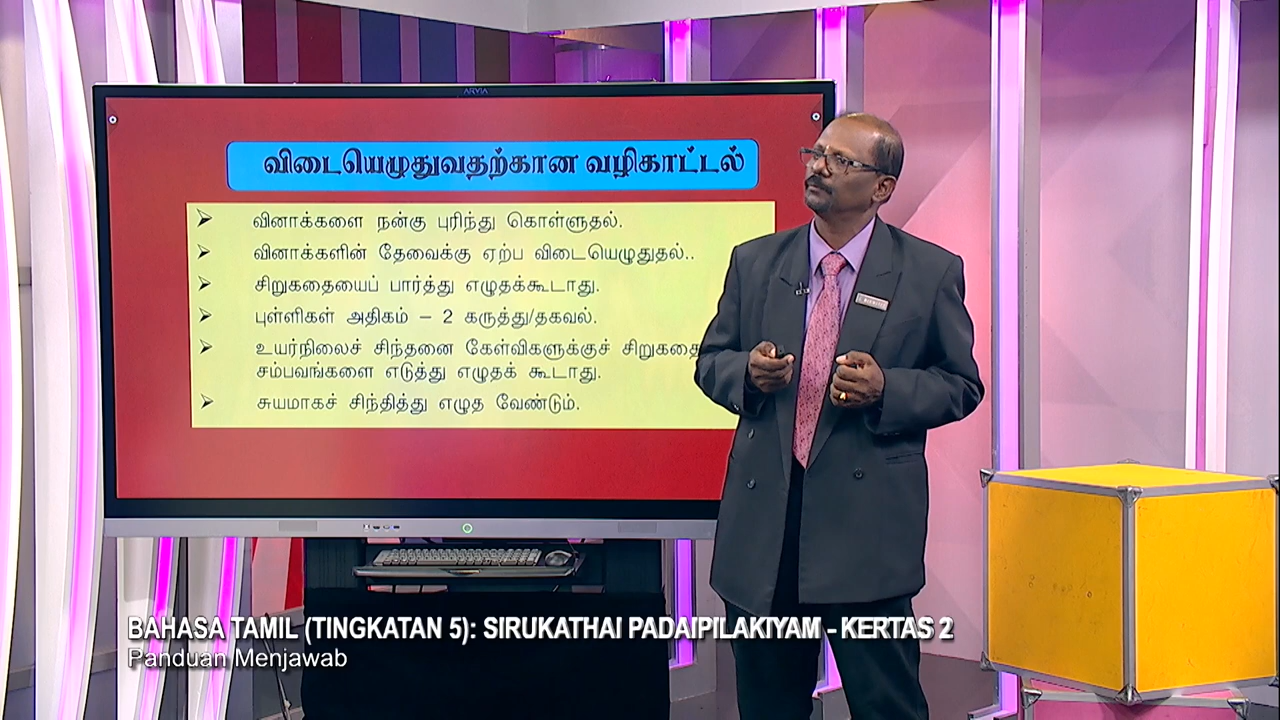 ARVIA
விடையெழுதுவதற்கான வழிகாட்டல்
➤ வினாக்களை நன்கு புரிந்து கொள்ளுதல்.
➤ வினாக்களின் தேவைக்கு ஏற்ப விடையெழுதுதல்..
➤ சிறுகதையைப் பார்த்து எழுதக்கூடாது.
➤ புள்ளிகள் அதிகம் – 2 கருத்து/தகவல்.
➤ உயர்நிலைச் சிந்தனை கேள்விகளுக்குச் சிறுகதை
சம்பவங்களை எடுத்து எழுதக் கூடாது.
➤ சுயமாகச் சிந்தித்து எழுத வேண்டும்.
BAHASA TAMIL (TINGKATAN 5): SIRUKATHAI PADAIPILAKIYAM - KERTAS 2
Panduan Menjawab